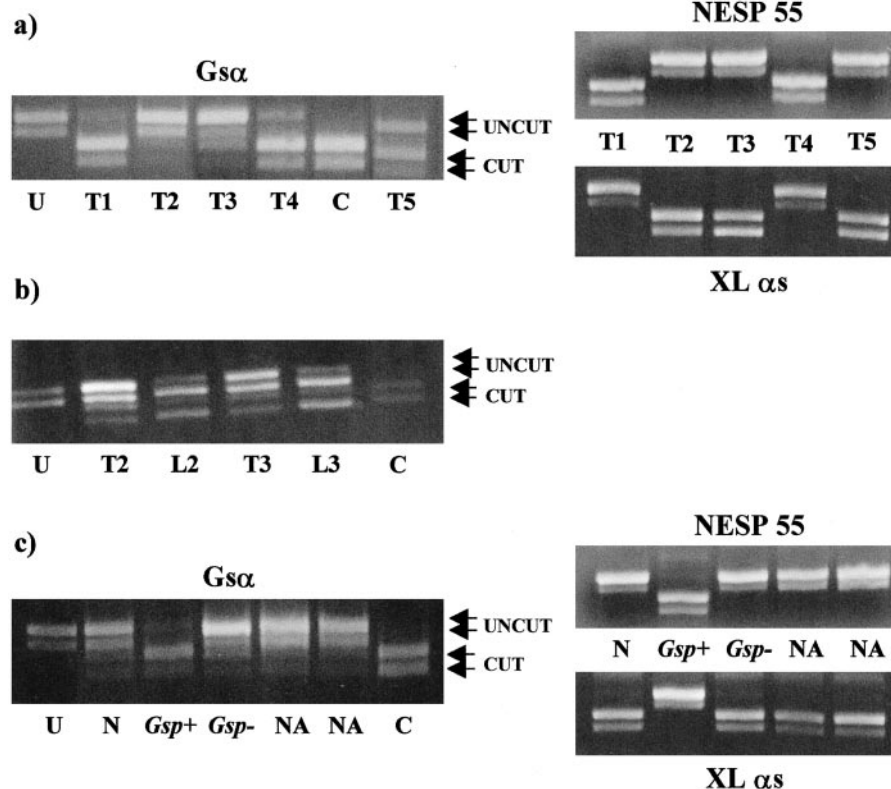 a)
Gsα
UNCUT
CUT
U T1 T2 T3 T4 C T5
NESP 55
T1 T2 T3 T4 T5
XL αs
b)
UNCUT
CUT
U T2 L2 T3 L3 C
c)
Gsα
UNCUT
CUT
U N Gsp+ Gsp- NA NA C
NESP 55
N Gsp+ Gsp- NA NA
XL αs